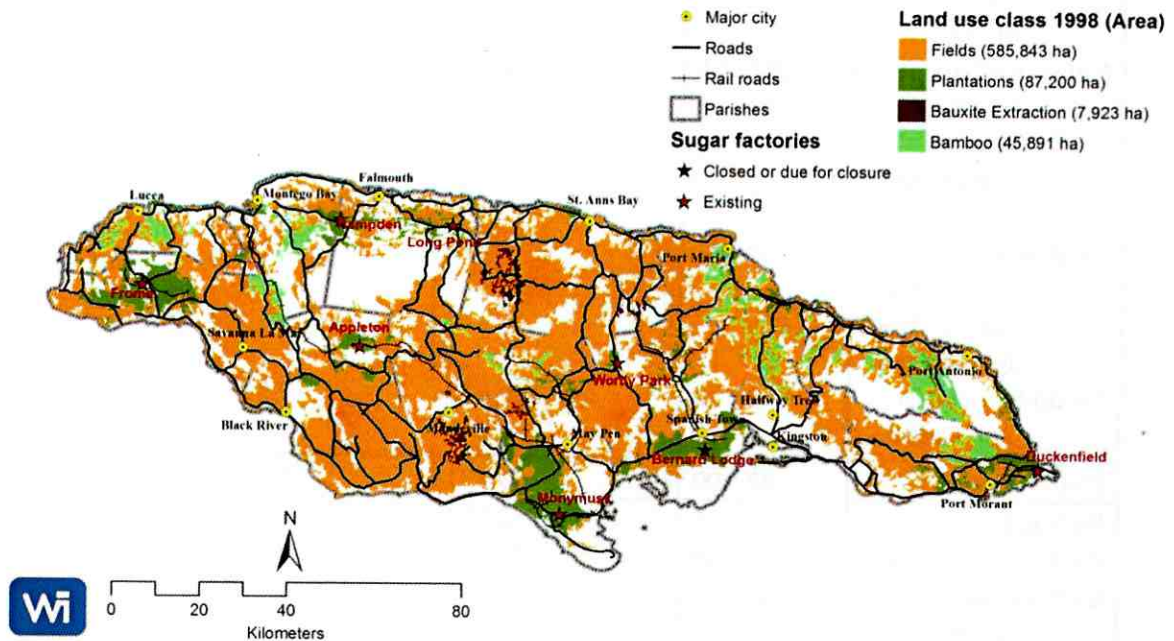 Major city
Roads
Rail roads
Parishes
Sugar factories
Closed or due for closure
Existing
Land use class 1998 (Area)
Fields (585,843 ha)
Plantations (87,200 ha)
Bauxite Extraction (7,923 ha)
Bamboo (45,891 ha)
Lucca
Montego Bay
Falmouth
St. Anns Bay
Long Pond
Port Maria
Frome
Savanna La Mar
Appleton
Worthy Park
Port Antonio
Halfway Tree
Black River
Mandeville
May Pen
Spanish Town
Kingston
Bernard Lodge
Duckenfield
Monymusk
Port Morant
N
Wi
0 20 40 80
Kilometers